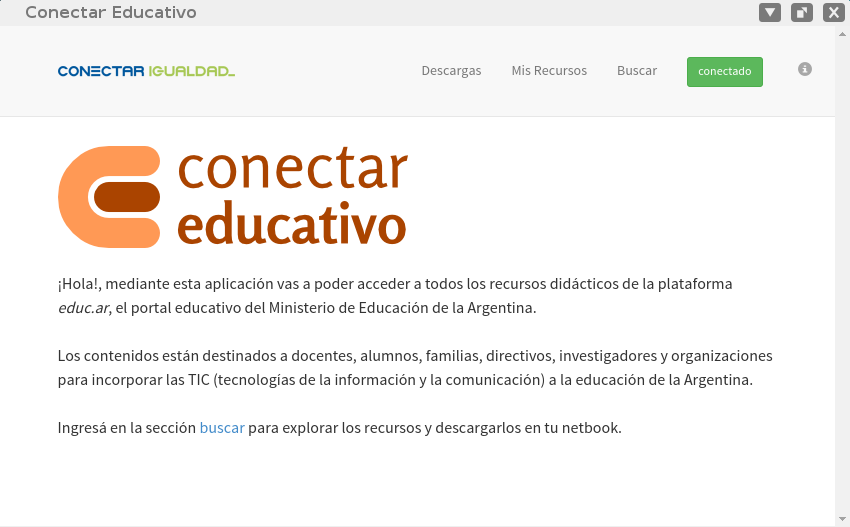 Conectar Educativo
CONECTAR IGUALDAD_
Descargas
Mis Recursos
Buscar
conectado
conectar
educativo
¡Hola!, mediante esta aplicación vas a poder acceder a todos los recursos didácticos de la plataforma
educ.ar, el portal educativo del Ministerio de Educación de la Argentina.
Los contenidos están destinados a docentes, alumnos, familias, directivos, investigadores y organizaciones
para incorporar las TIC (tecnologías de la información y la comunicación) a la educación de la Argentina.
Ingresá en la sección buscar para explorar los recursos y descargarlos en tu netbook.